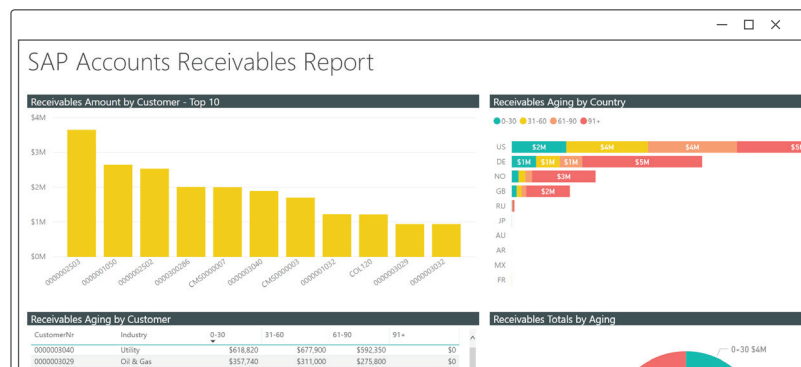 SAP Accounts Receivables Report
Receivables Amount by Customer - Top 10
$4M
$3M
$2M
$1M
$0M
0000002503
0000001050
0000002502
0000300286
CMS0000007
0000003040
CMS0000003
0000001032
COL120
0000003029
0000003032
Receivables Aging by Country
0-30 31-60 61-90 91+
US $2M $4M $4M
DE $1M $1M $1M $5M
NO $3M
GB $2M
RU
JP
AU
AR
MX
FR
Receivables Aging by Customer
CustomerNr Industry 0-30 31-60 61-90 91+
0000003040 Utility $618,820 $677,900 $592,350 $0
0000003029 Oil & Gas $357,740 $311,000 $275,800 $0
Receivables Totals by Aging
0-30 $4M